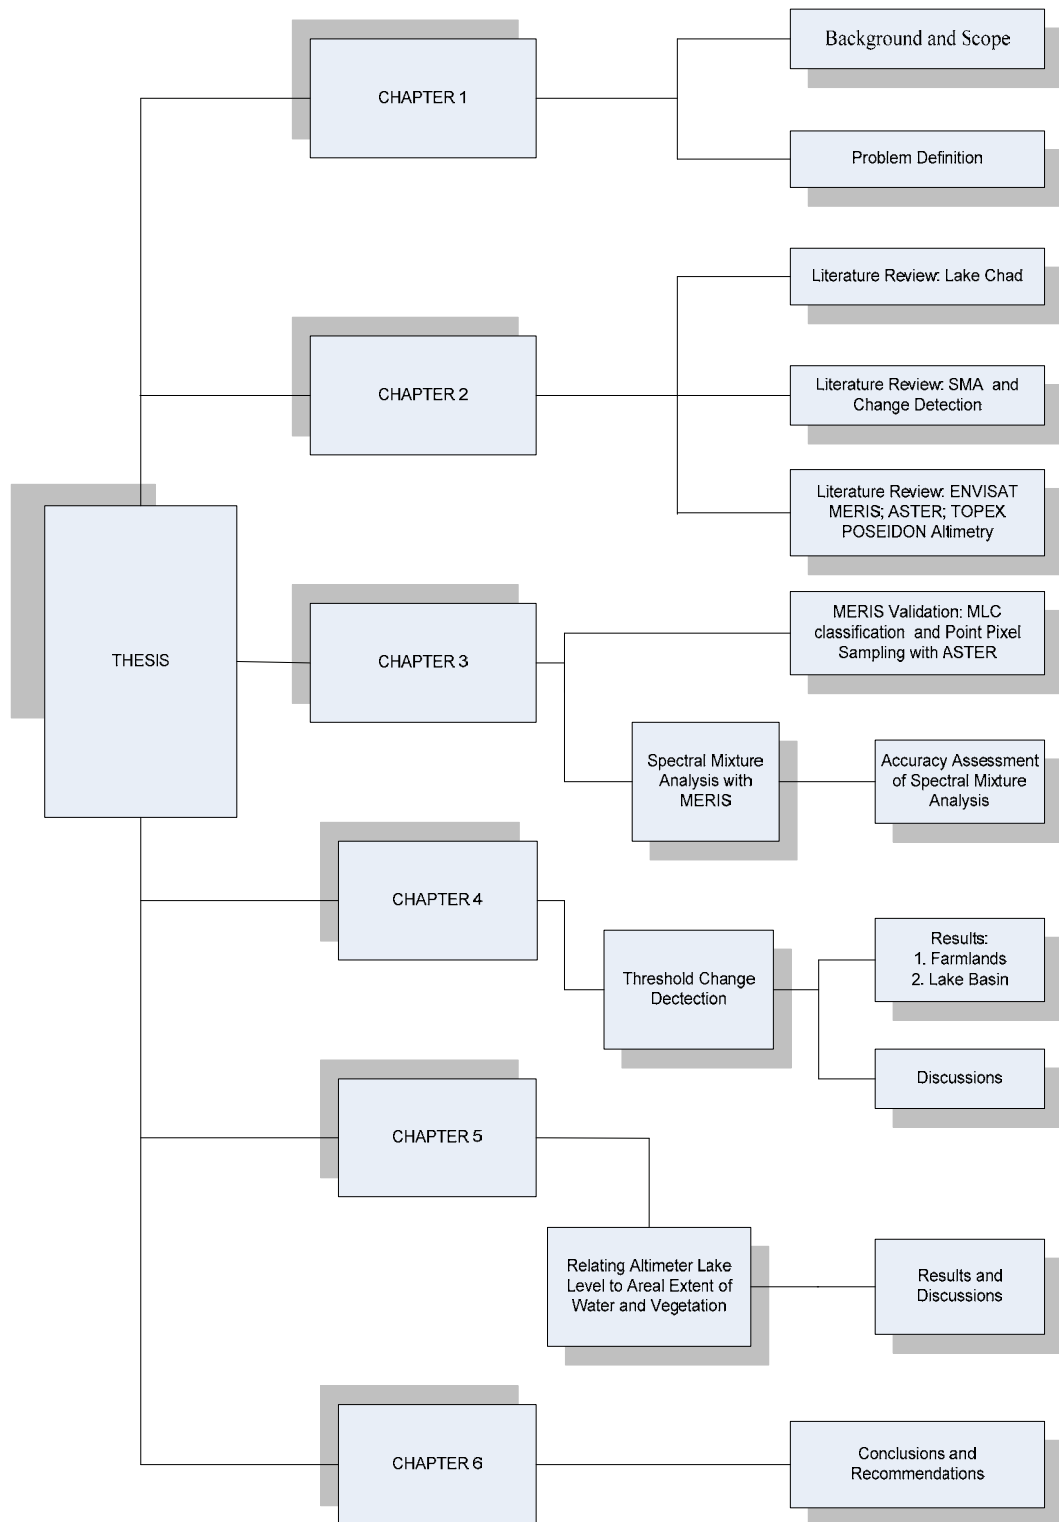 THESIS
CHAPTER 1
Background and Scope
Problem Definition
CHAPTER 2
Literature Review: Lake Chad
Literature Review: SMA and
Change Detection
Literature Review: ENVISAT
MERIS; ASTER; TOPEX
POSEIDON Altimetry
CHAPTER 3
MERIS Validation: MLC
classification and Point Pixel
Sampling with ASTER
Spectral Mixture
Analysis with
MERIS
Accuracy Assessment
of Spectral Mixture
Analysis
CHAPTER 4
Threshold Change
Dectection
Results:
1. Farmlands
2. Lake Basin
Discussions
CHAPTER 5
Relating Altimeter Lake
Level to Areal Extent of
Water and Vegetation
Results and
Discussions
CHAPTER 6
Conclusions and
Recommendations